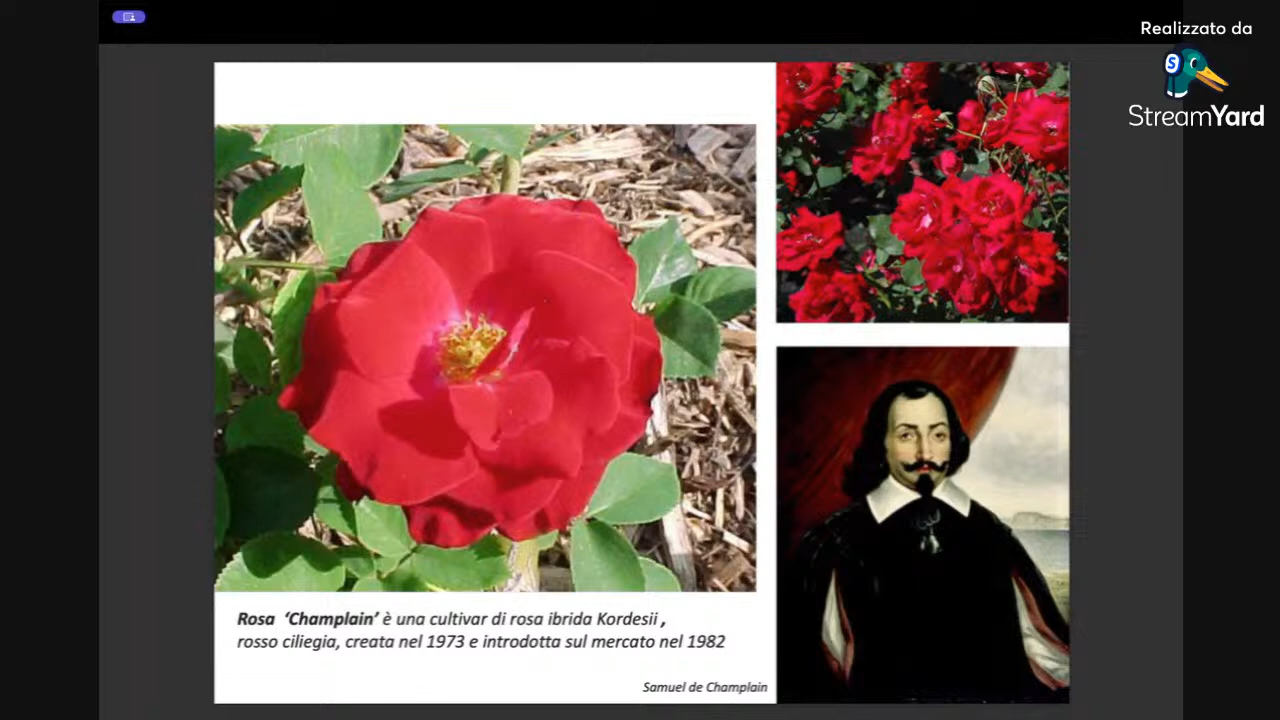 Realizzato da
StreamYard
Rosa ‘Champlain’ è una cultivar di rosa ibrida Kordesii ,
rosso ciliegia, creata nel 1973 e introdotta sul mercato nel 1982
Samuel de Champlain